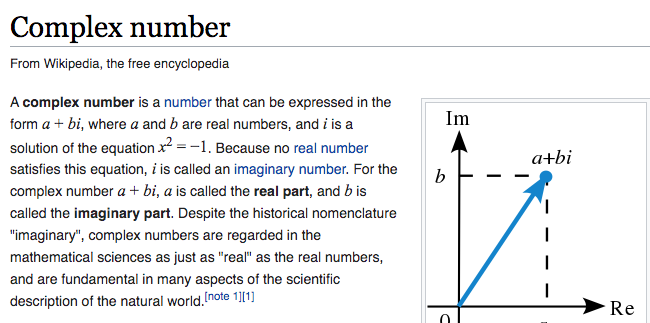 Complex number
From Wikipedia, the free encyclopedia
A complex number is a number that can be expressed in the
form a + bi, where a and b are real numbers, and i is a
solution of the equation x² = −1. Because no real number
satisfies this equation, i is called an imaginary number. For the
complex number a + bi, a is called the real part, and b is
called the imaginary part. Despite the historical nomenclature
"imaginary", complex numbers are regarded in the
mathematical sciences as just as "real" as the real numbers,
and are fundamental in many aspects of the scientific
description of the natural world.[note 1][1]
Im
a+bi
b
Re
0